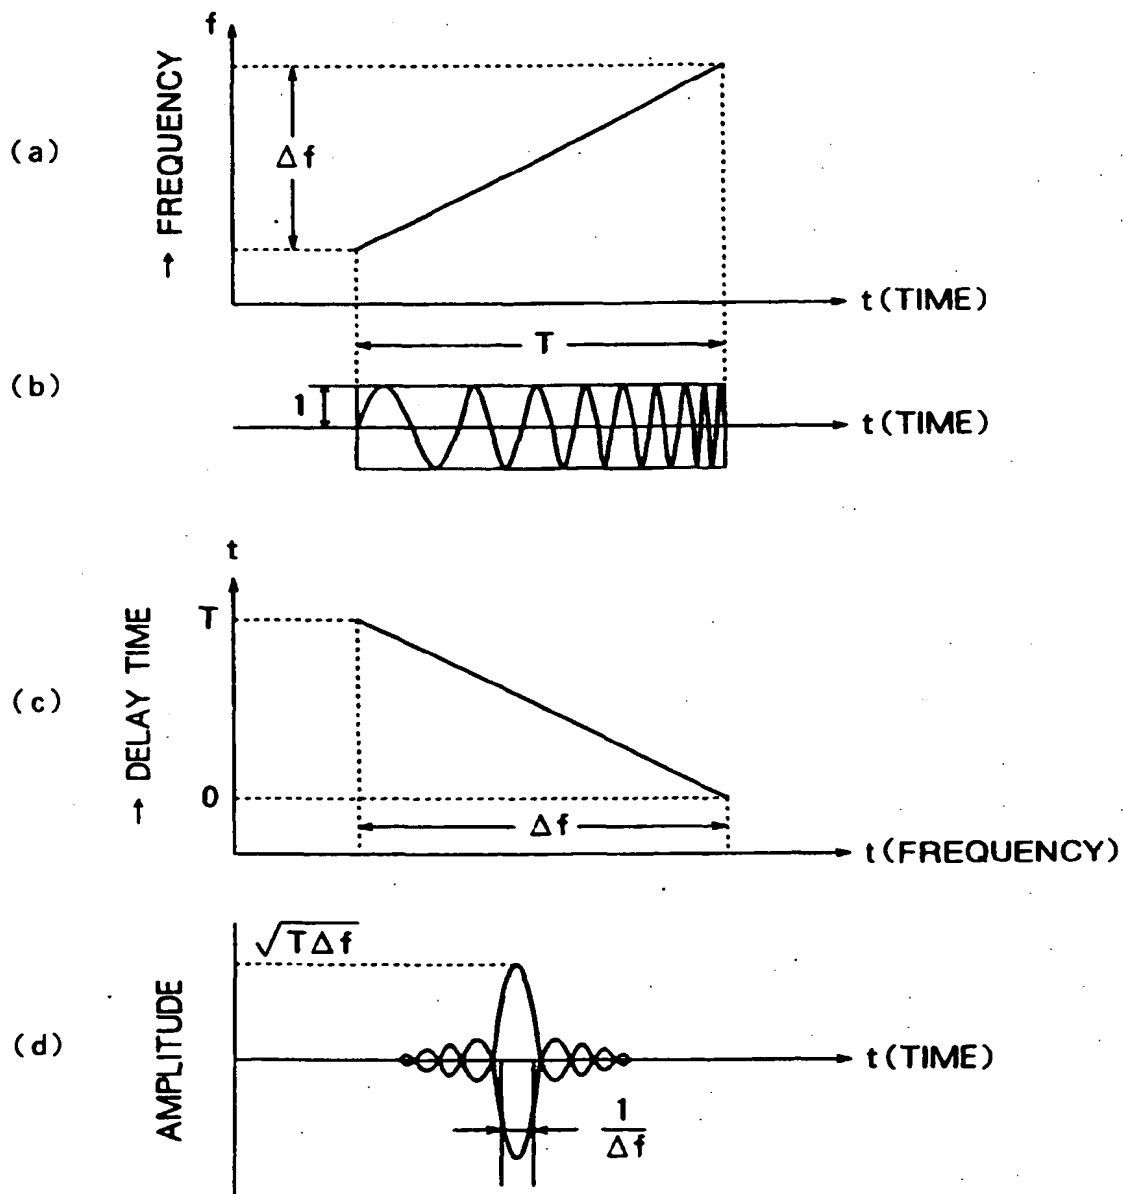 (a)
f
→ FREQUENCY
Δf
t(TIME)
T
(b)
1
t(TIME)
(c)
t
→ DELAY TIME
T
0
Δf
t(FREQUENCY)
(d)
AMPLITUDE
√TΔf
t(TIME)
1
Δf